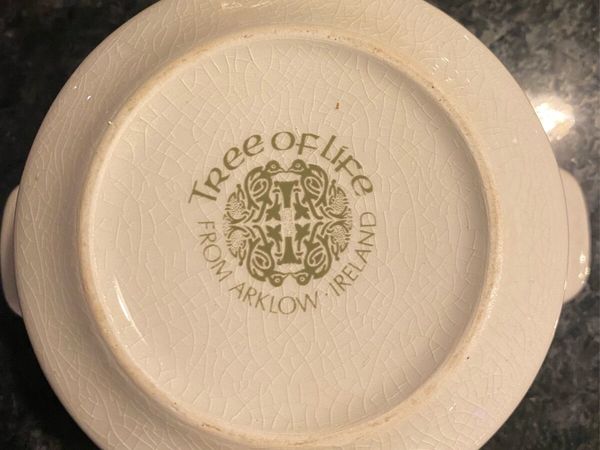 Tree of Life
FROM ARKLOW · IRELAND